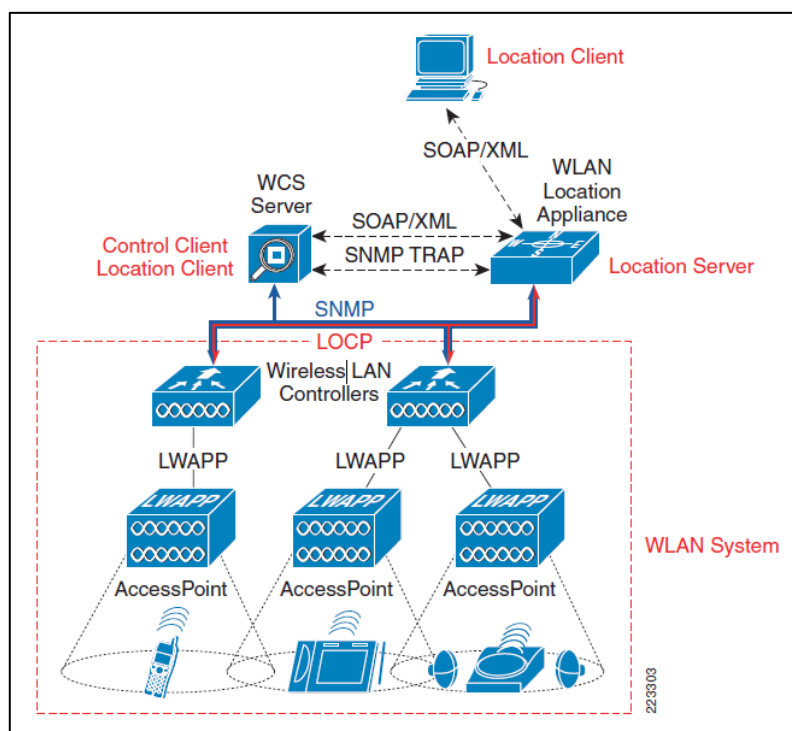 Location Client
SOAP/XML
WLAN
Location
Appliance
WCS
Server
SOAP/XML
Control Client
Location Client
SNMP TRAP
Location Server
SNMP
LOCP
Wireless LAN
Controllers
LWAPP
LWAPP
LWAPP
LWAPP
LWAPP
LWAPP
WLAN System
AccessPoint
AccessPoint
AccessPoint
N
W
E
S
223303